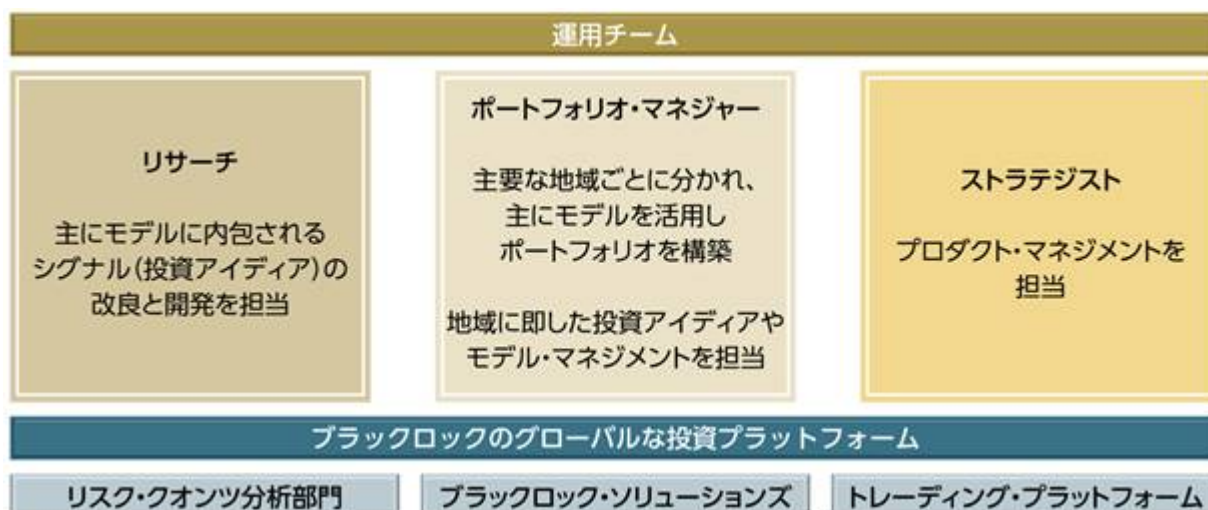 運用チーム
リサーチ
主にモデルに内包される
シグナル(投資アイディア)の
改良と開発を担当
ポートフォリオ・マネジャー
主要な地域ごとに分かれ、
主にモデルを活用し
ポートフォリオを構築
地域に即した投資アイディアや
モデル・マネジメントを担当
ストラテジスト
プロダクト・マネジメントを
担当
ブラックロックのグローバルな投資プラットフォーム
リスク・クオンツ分析部門
ブラックロック・ソリューションズ
トレーディング・プラットフォーム